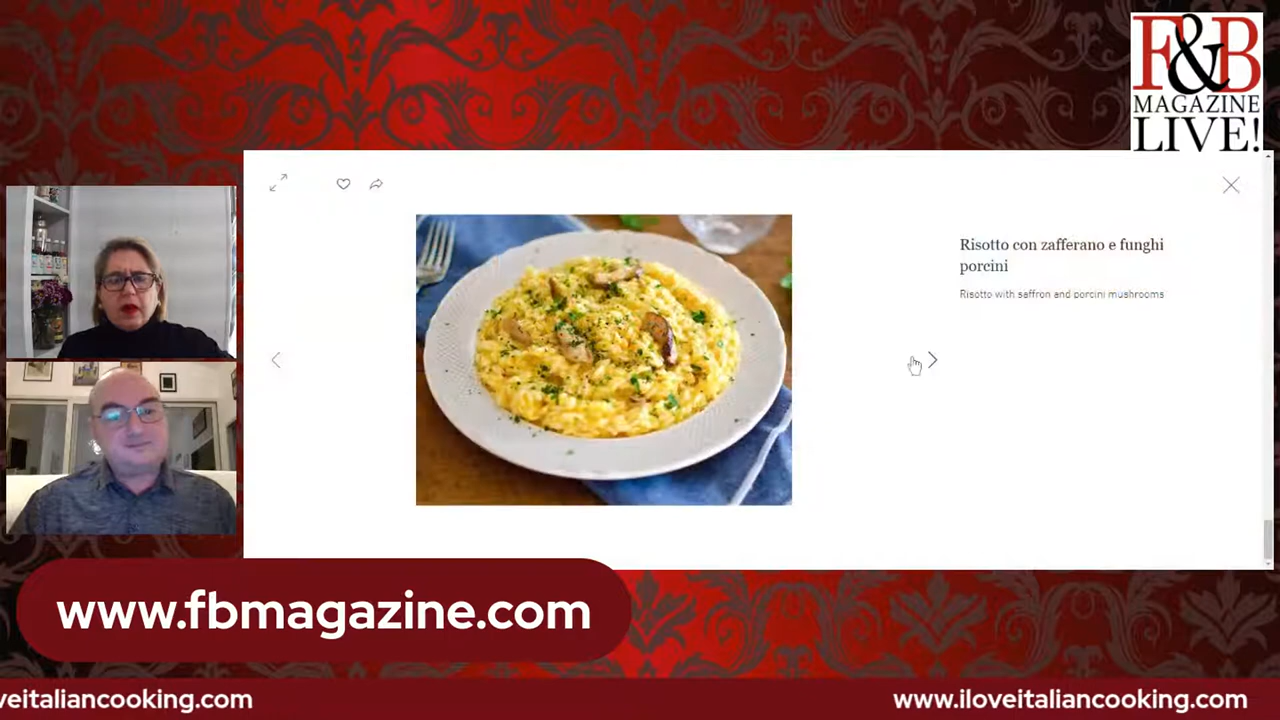 F&B
MAGAZINE
LIVE!
Risotto con zafferano e funghi
porcini
Risotto with saffron and porcini mushrooms
www.fbmagazine.com
veitaliancooking.com
www.iloveitaliancooking.com